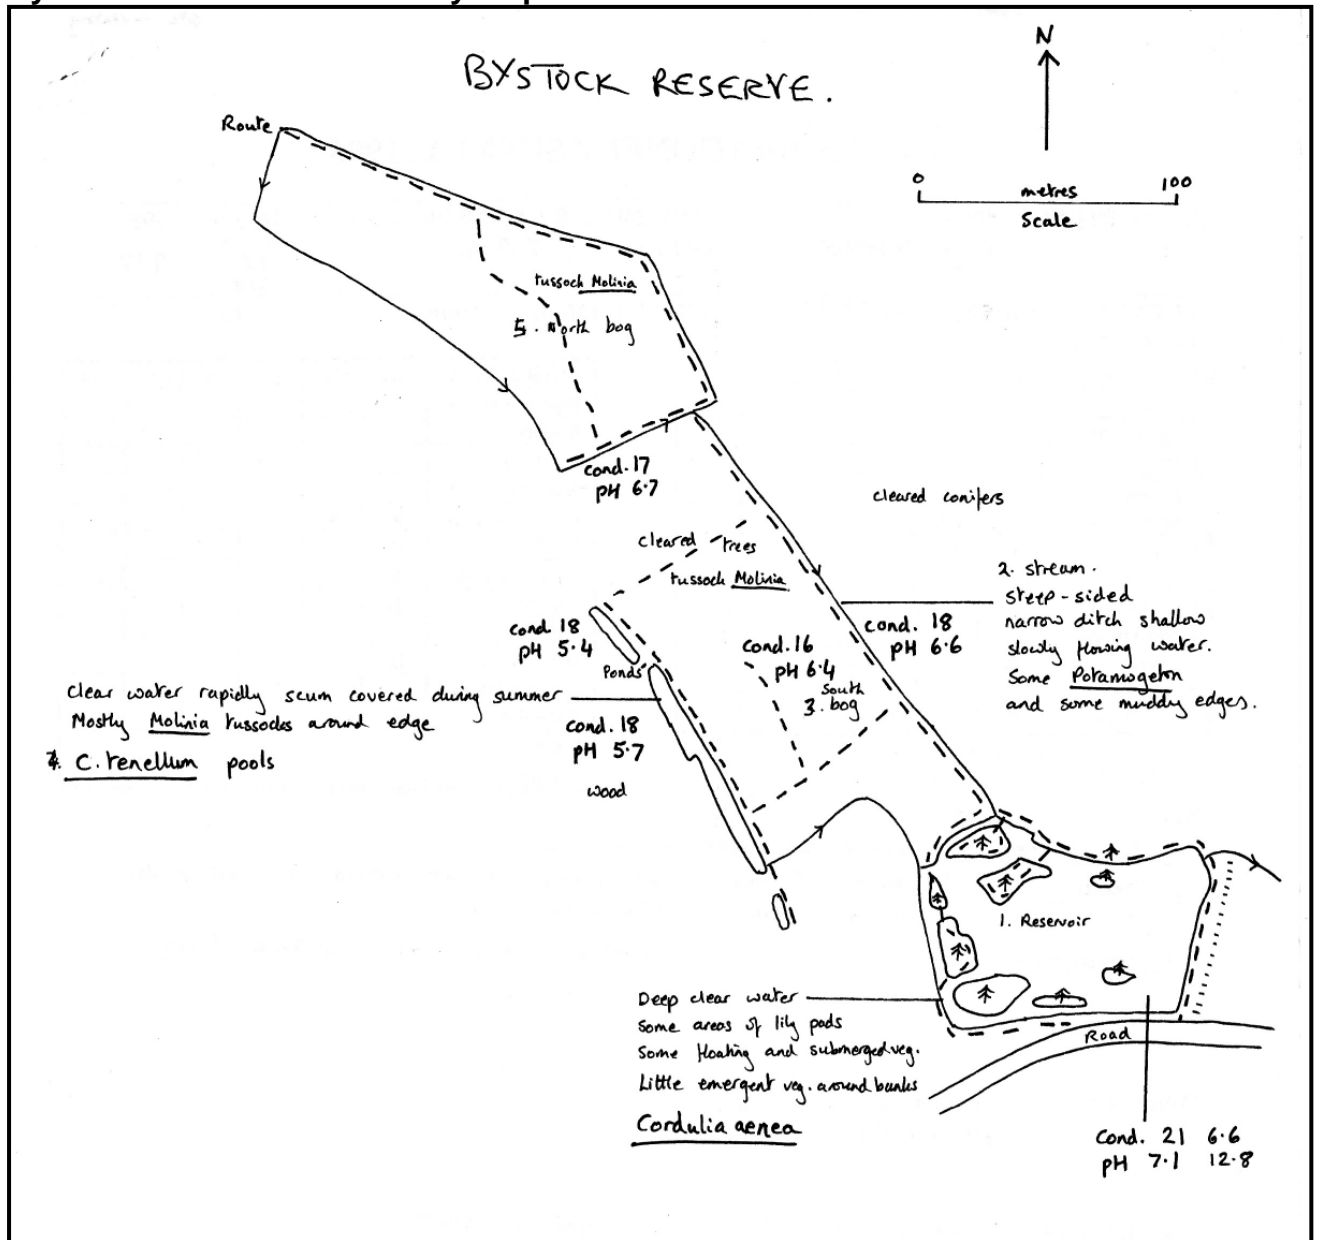 BYSTOCK RESERVE.
N
0 100
metres
Scale
Route
tussock Molinia
5. North bog
Cond. 17
pH 6.7
cleared conifers
cleared trees
tussock Molinia
2. stream.
steep-sided
narrow ditch shallow
slowly flowing water.
Some Potamogeton
and some muddy edges.
Cond. 18
pH 6.6
Cond. 18
pH 5.4
Ponds
Cond. 16
pH 6.4
South
3. bog
Clear water rapidly scum covered during summer
Mostly Molinia tussocks around edge
4. C. tenellum pools
Cond. 18
pH 5.7
wood
1. Reservoir
Deep clear water
Some areas of lily pads
Some floating and submerged veg.
Little emergent veg. around banks
Cordulia aenea
Road
Cond. 21 6.6
pH 7.1 12.8